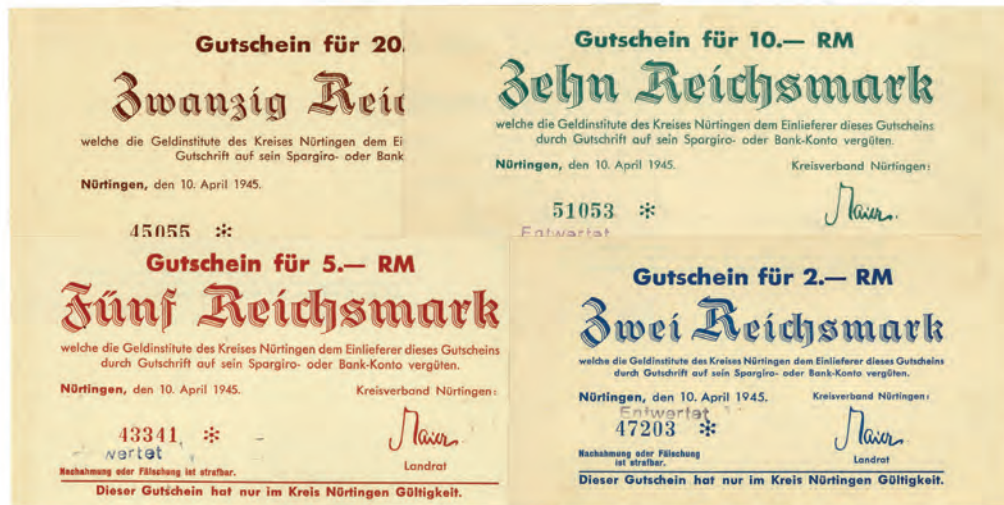 Gutschein für 20.
Zwanzig Reic
welche die Geldinstitute des Kreises Nürtingen dem Ei
Gutschrift auf sein Spargiro- oder Bank
Nürtingen, den 10. April 1945.
45055 *
Gutschein für 10.— RM
Zehn Reichsmark
welche die Geldinstitute des Kreises Nürtingen dem Einlieferer dieses Gutscheins
durch Gutschrift auf sein Spargiro- oder Bank-Konto vergüten.
Nürtingen, den 10. April 1945. Kreisverband Nürtingen:
51053 * Maier.
Entwertet
Gutschein für 5.— RM
Fünf Reichsmark
welche die Geldinstitute des Kreises Nürtingen dem Einlieferer dieses Gutscheins
durch Gutschrift auf sein Spargiro- oder Bank-Konto vergüten.
Nürtingen, den 10. April 1945. Kreisverband Nürtingen:
43341 * Maier
wertet
Nachahmung oder Fälschung ist strafbar. Landrat
Dieser Gutschein hat nur im Kreis Nürtingen Gültigkeit.
Gutschein für 2.— RM
Zwei Reichsmark
welche die Geldinstitute des Kreises Nürtingen dem Einlieferer dieses Gutscheins
durch Gutschrift auf sein Spargiro- oder Bank-Konto vergüten.
Nürtingen, den 10. April 1945. Kreisverband Nürtingen:
Entwertet
47203 * Maier
Nachahmung oder Fälschung
ist strafbar. Landrat
Dieser Gutschein hat nur im Kreis Nürtingen Gültigkeit.